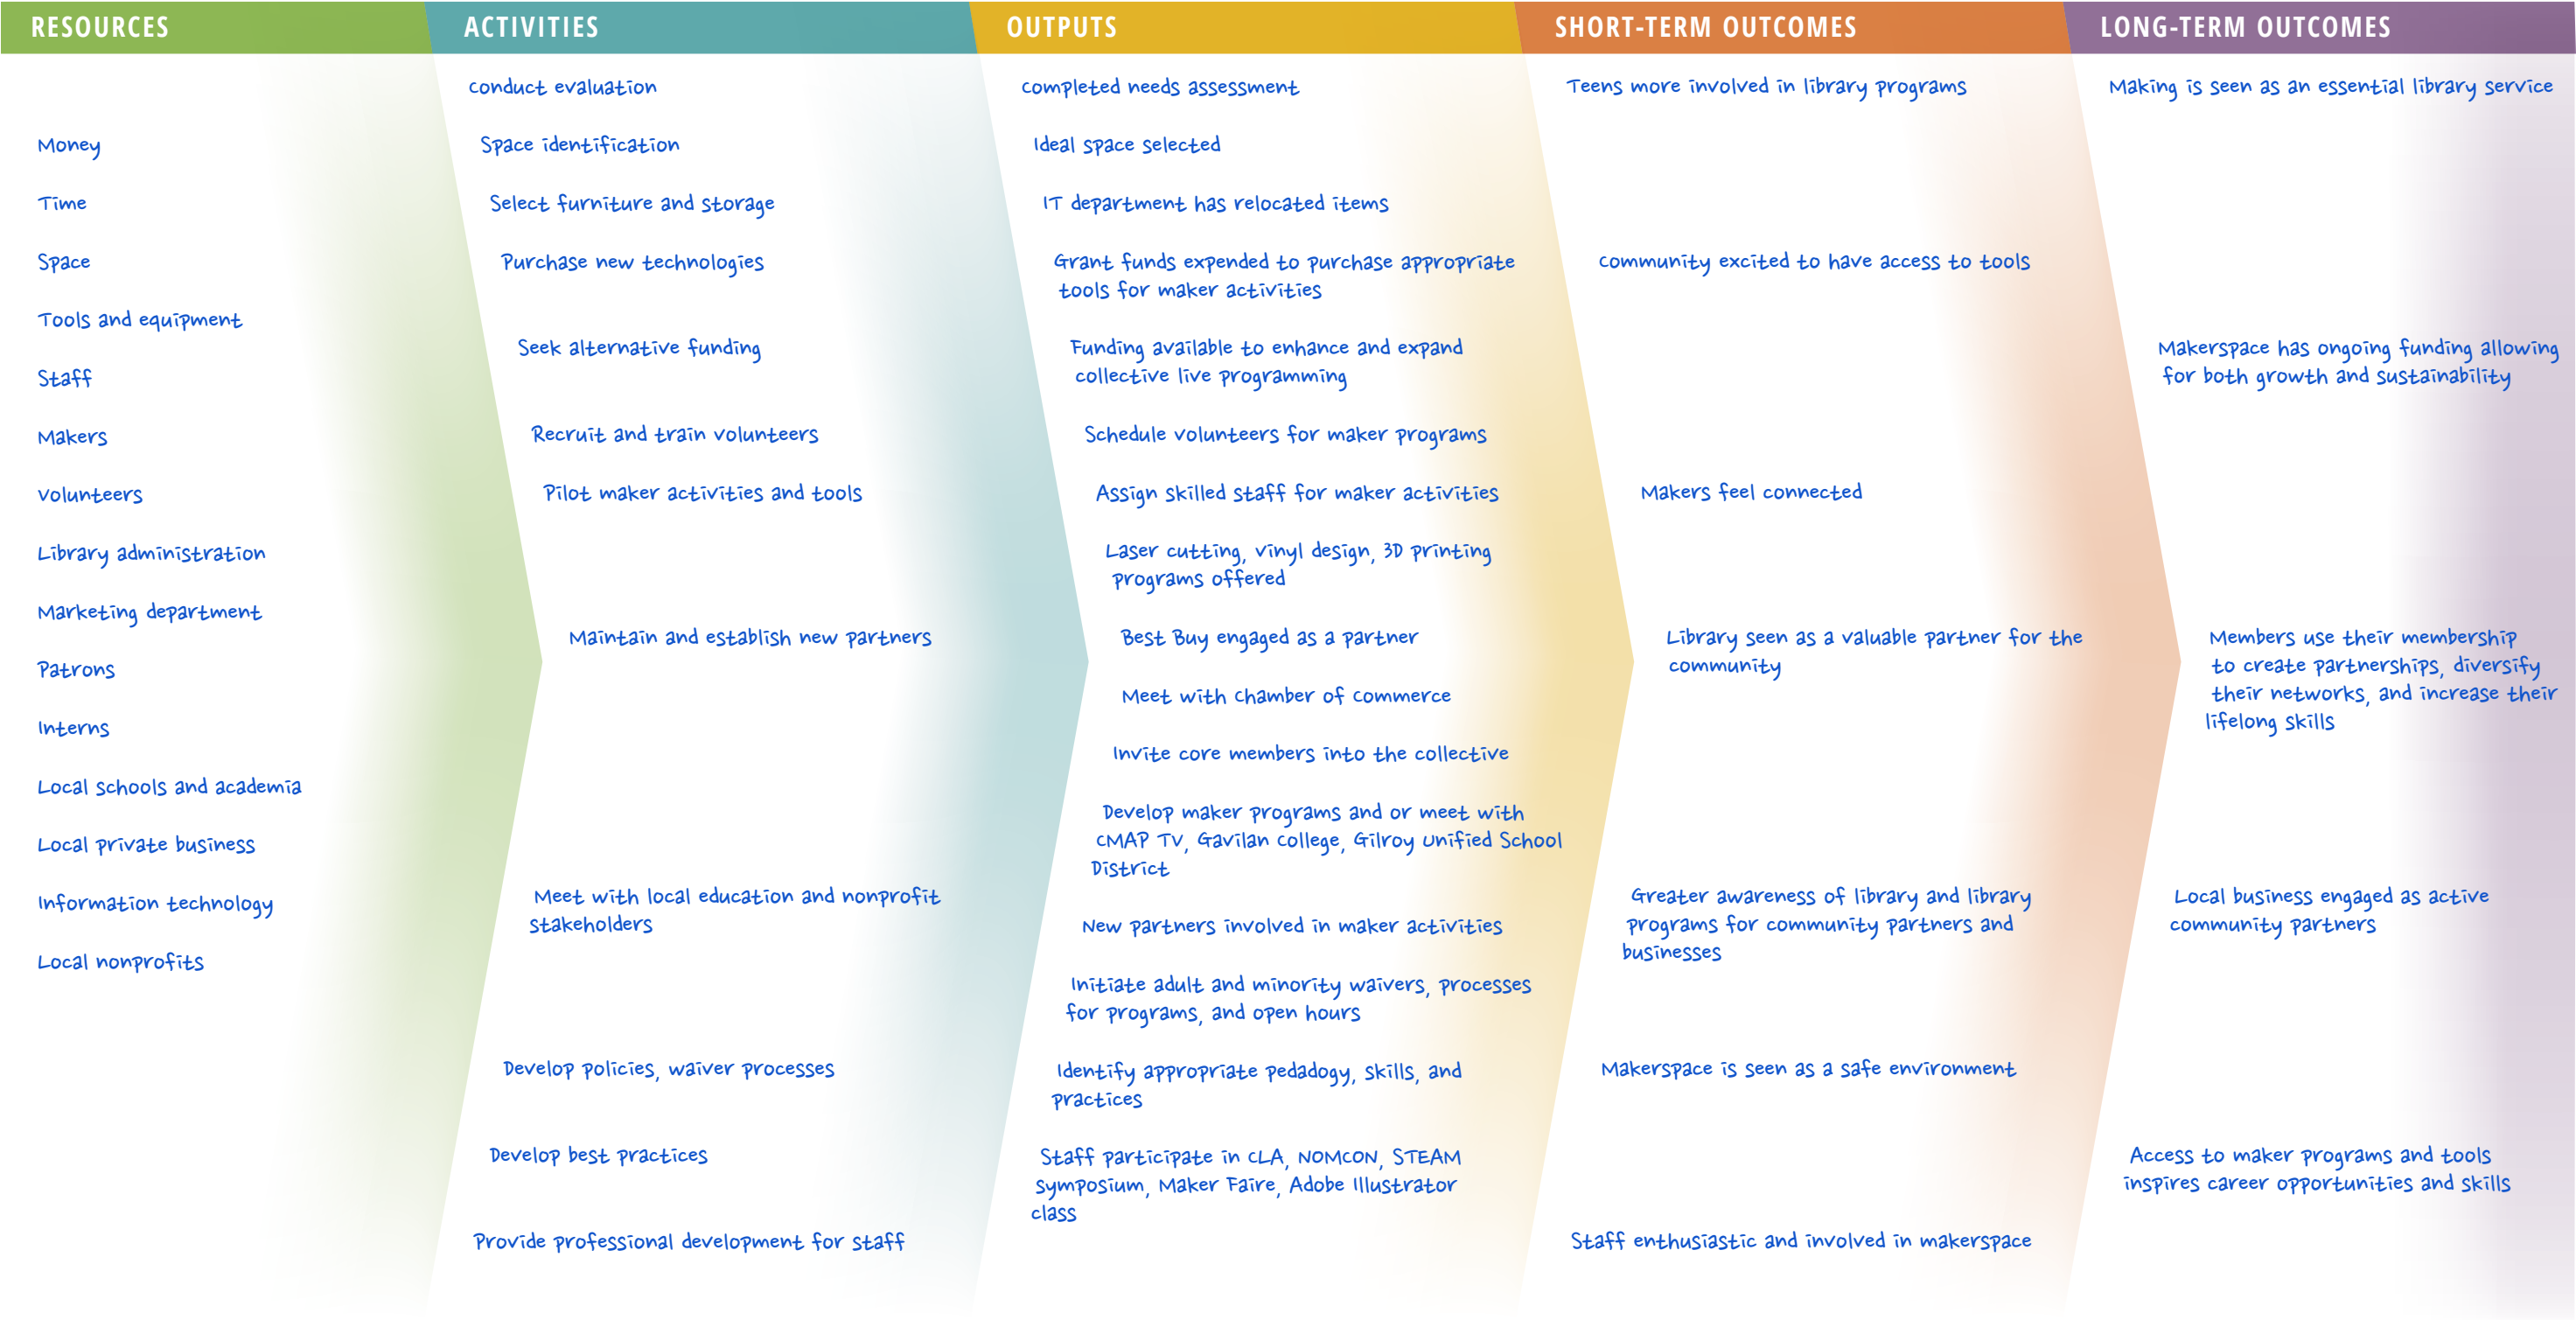 RESOURCES
Money
Time
Space
Tools and equipment
Staff
Makers
Volunteers
Library administration
Marketing department
Patrons
Interns
Local schools and academia
Local private business
Information technology
Local nonprofits
ACTIVITIES
Conduct evaluation
Space identification
Select furniture and storage
Purchase new technologies
Seek alternative funding
Recruit and train volunteers
Pilot maker activities and tools
Maintain and establish new partners
Meet with local education and nonprofit
stakeholders
Develop policies, waiver processes
Develop best practices
Provide professional development for staff
OUTPUTS
Completed needs assessment
Ideal space selected
IT department has relocated items
Grant funds expended to purchase appropriate
tools for maker activities
Funding available to enhance and expand
collective live programming
Schedule volunteers for maker programs
Assign skilled staff for maker activities
Laser cutting, vinyl design, 3D printing
programs offered
Best Buy engaged as a partner
Meet with Chamber of Commerce
Invite core members into the collective
Develop maker programs and or meet with
CMAP TV, Gavilan College, Gilroy Unified School
District
New partners involved in maker activities
Initiate adult and minority waivers, processes
for programs, and open hours
Identify appropriate pedadogy, skills, and
practices
Staff participate in CLA, NOMCON, STEAM
symposium, Maker Faire, Adobe Illustrator
class
SHORT-TERM OUTCOMES
Teens more involved in library programs
Community excited to have access to tools
Makers feel connected
Library seen as a valuable partner for the
community
Greater awareness of library and library
programs for community partners and
businesses
Makerspace is seen as a safe environment
Staff enthusiastic and involved in makerspace
LONG-TERM OUTCOMES
Making is seen as an essential library service
Makerspace has ongoing funding allowing
for both growth and sustainability
Members use their membership
to create partnerships, diversify
their networks, and increase their
lifelong skills
Local business engaged as active
community partners
Access to maker programs and tools
inspires career opportunities and skills